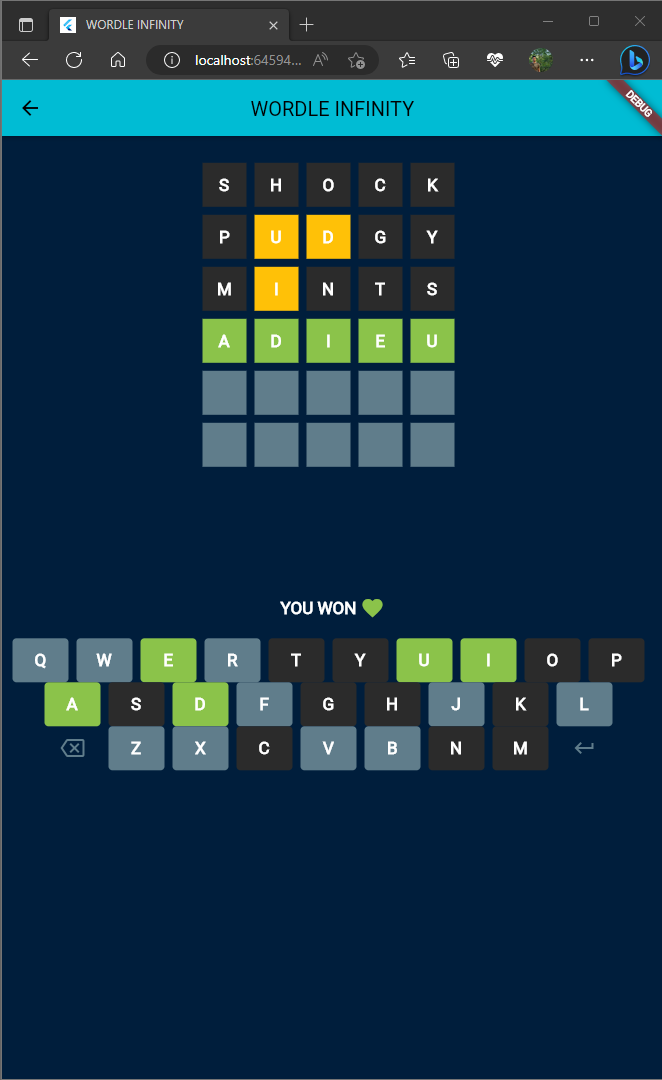 WORDLE INFINITY
localhost:64594...
WORDLE INFINITY
DEBUG
S H O C K
P U D G Y
M I N T S
A D I E U
YOU WON
Q W E R T Y U I O P
A S D F G H J K L
Z X C V B N M